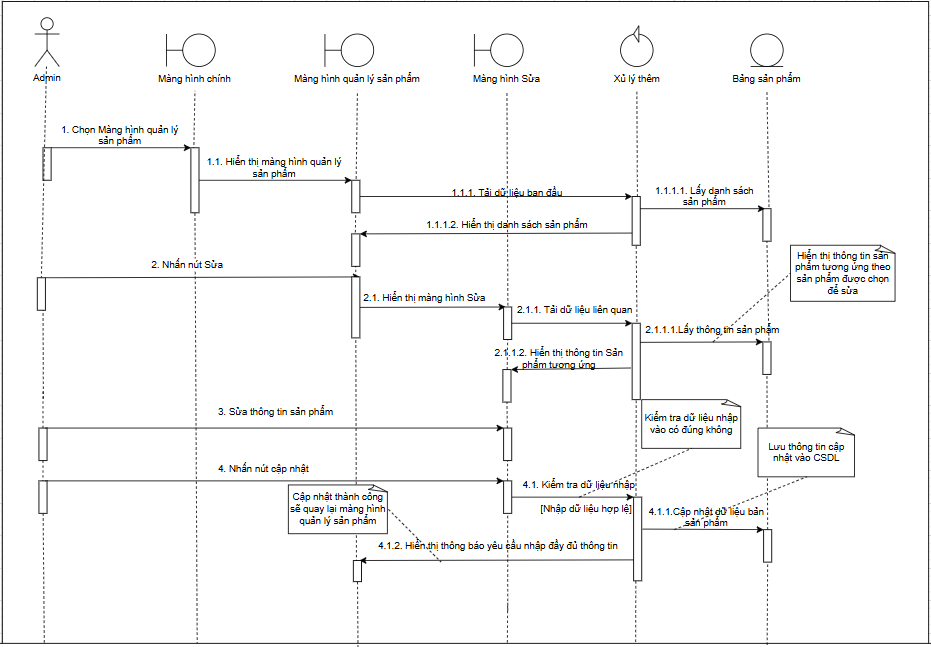 Admin
Màng hình chính
Màng hình quản lý sản phẩm
Màng hình Sửa
Xủ lý thêm
Bảng sản phẩm
1. Chọn Màng hình quản lý
sản phẩm
1.1. Hiển thị màng hình quản lý
sản phẩm
1.1.1. Tải dữ liệu ban đầu
1.1.1.1. Lấy danh sách
sản phẩm
1.1.1.2. Hiển thị danh sách sản phẩm
Hiển thị thông tin sản
phẩm tương ứng theo
sản phẩm được chọn
để sửa
2. Nhấn nút Sửa
2.1. Hiển thị màng hình Sửa
2.1.1. Tải dữ liệu liên quan
2.1.1.1.Lấy thông tin sản phẩm
2.1.1.2. Hiển thị thông tin Sản
phẩm tương ứng
3. Sửa thông tin sản phẩm
Kiểm tra dữ liệu nhập
vào có đúng không
Lưu thông tin cập
nhật vào CSDL
4. Nhấn nút cập nhật
4.1. Kiểm tra dữ liệu nhập
[Nhập dữ liệu hợp lệ]
Cập nhật thành công
sẽ quay lại màng hình
quản lý sản phẩm
4.1.1.Cập nhật dữ liệu bản
sản phẩm
4.1.2. Hiển thị thông báo yêu cầu nhập đầy đủ thông tin